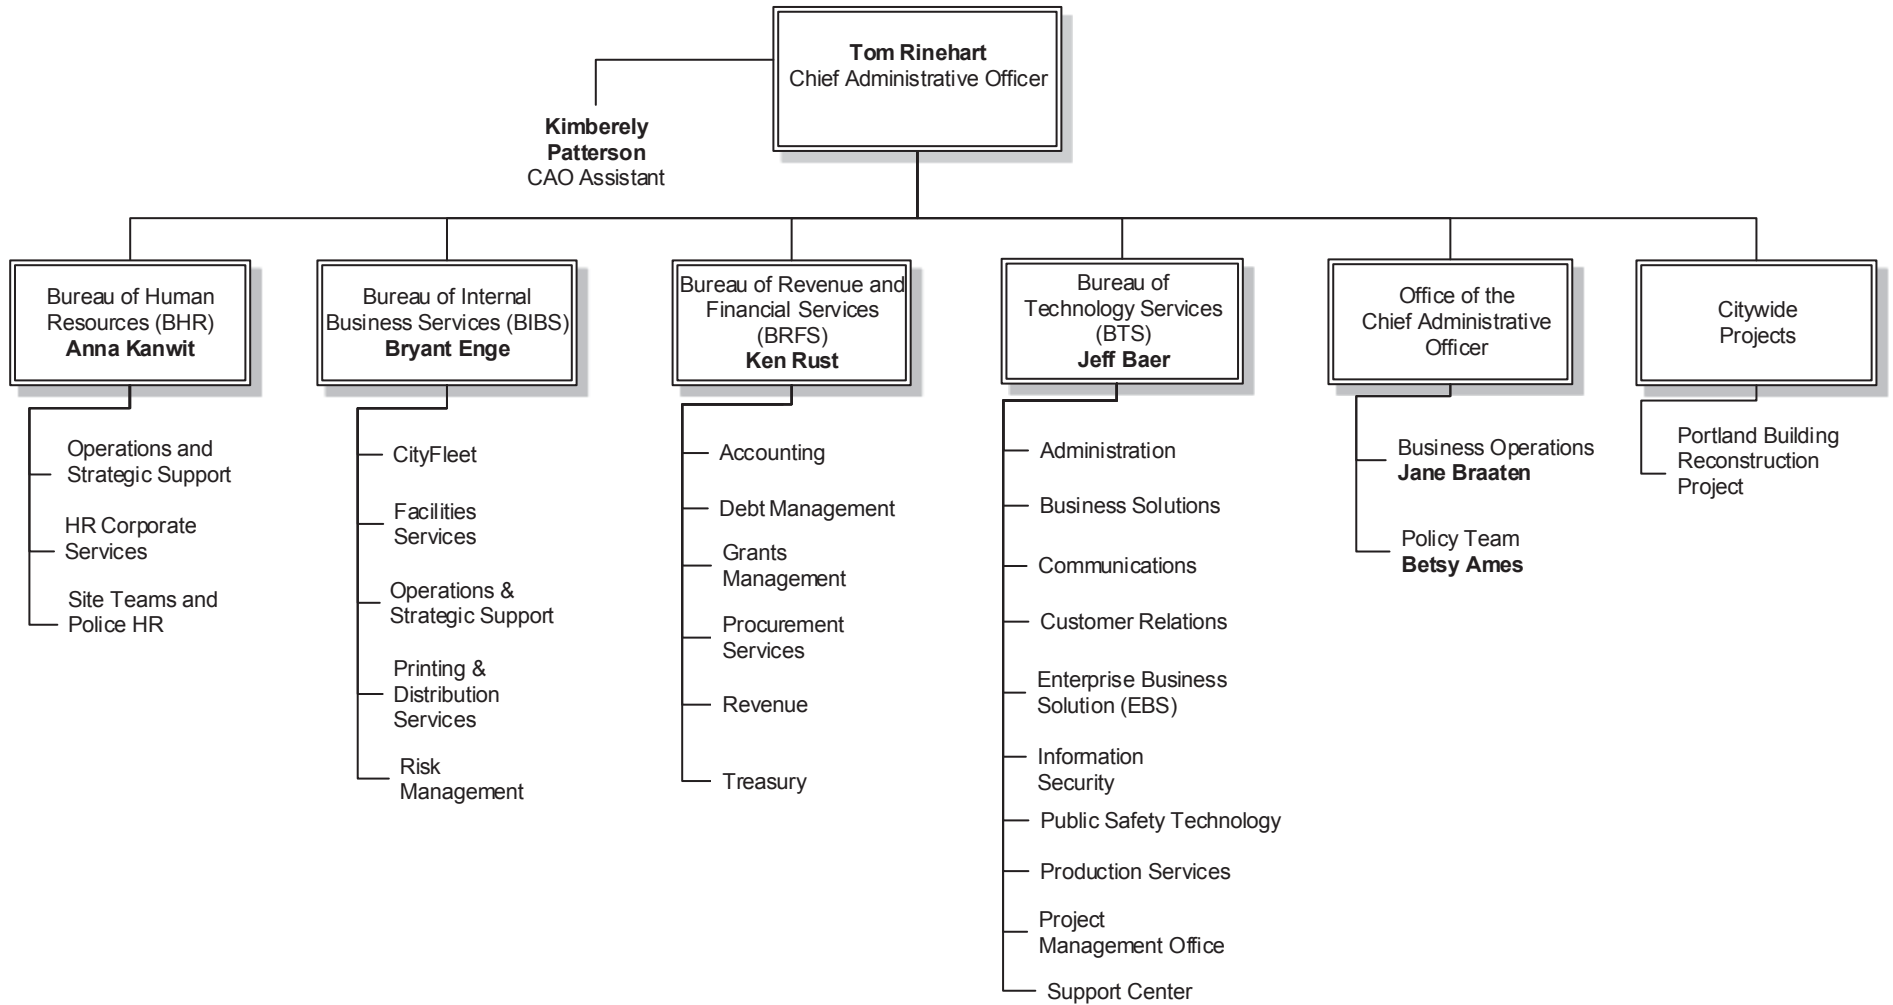 Tom Rinehart
Chief Administrative Officer
Kimberely
Patterson
CAO Assistant
Bureau of Human
Resources (BHR)
Anna Kanwit
Bureau of Internal
Business Services (BIBS)
Bryant Enge
Bureau of Revenue and
Financial Services
(BRFS)
Ken Rust
Bureau of
Technology Services
(BTS)
Jeff Baer
Office of the
Chief Administrative
Officer
Citywide
Projects
Operations and
Strategic Support
HR Corporate
Services
Site Teams and
Police HR
CityFleet
Facilities
Services
Operations &
Strategic Support
Printing &
Distribution
Services
Risk
Management
Accounting
Debt Management
Grants
Management
Procurement
Services
Revenue
Treasury
Administration
Business Solutions
Communications
Customer Relations
Enterprise Business
Solution (EBS)
Information
Security
Public Safety Technology
Production Services
Project
Management Office
Support Center
Business Operations
Jane Braaten
Policy Team
Betsy Ames
Portland Building
Reconstruction
Project